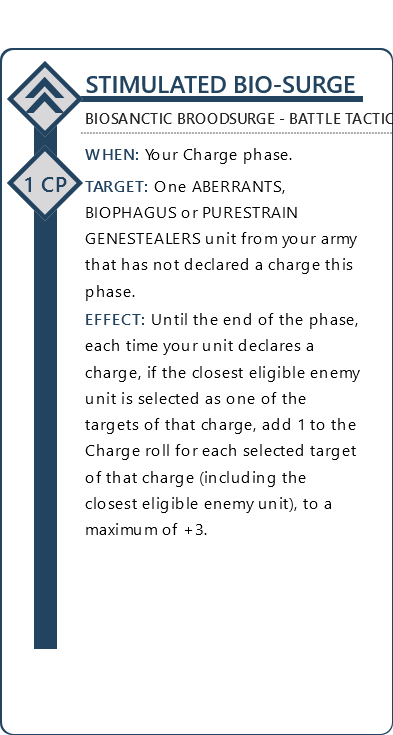 STIMULATED BIO-SURGE
BIOSANCTIC BROODSURGE - BATTLE TACTIC
1 CP
WHEN: Your Charge phase.
TARGET: One ABERRANTS,
BIOPHAGUS or PURESTRAIN
GENESTEALERS unit from your army
that has not declared a charge this
phase.
EFFECT: Until the end of the phase,
each time your unit declares a
charge, if the closest eligible enemy
unit is selected as one of the
targets of that charge, add 1 to the
Charge roll for each selected target
of that charge (including the
closest eligible enemy unit), to a
maximum of +3.